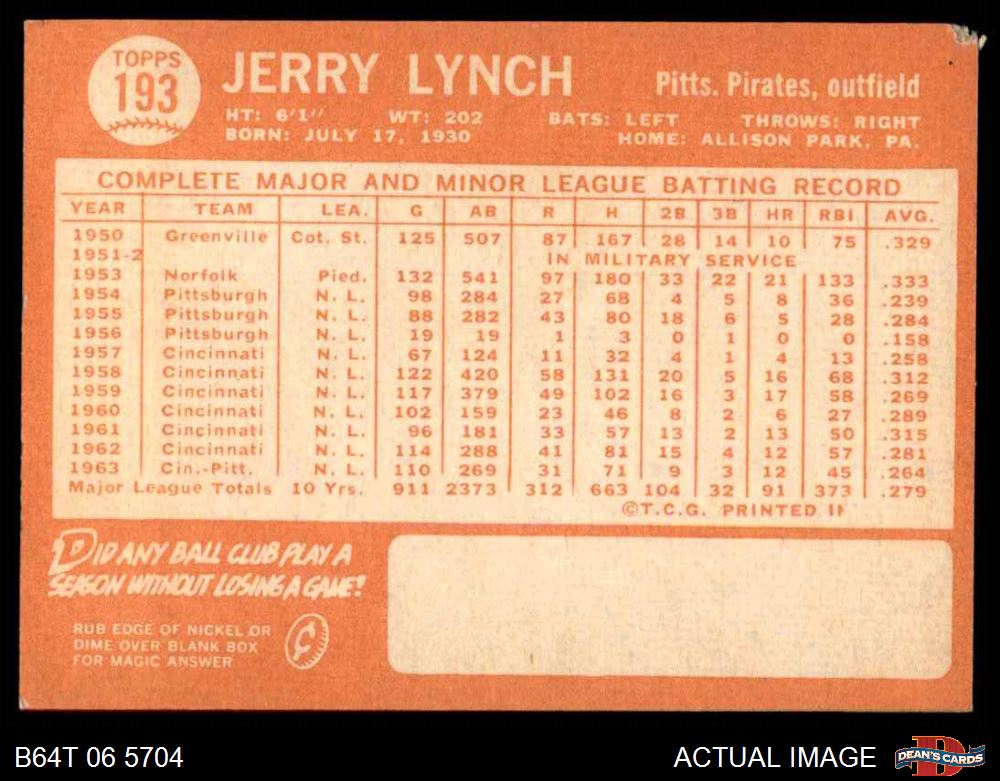 TOPPS
193
JERRY LYNCH
Pitts. Pirates, outfield
HT: 6'1" WT: 202 BATS: LEFT THROWS: RIGHT
BORN: JULY 17, 1930 HOME: ALLISON PARK, PA.
COMPLETE MAJOR AND MINOR LEAGUE BATTING RECORD
YEAR TEAM LEA. G AB R H 2B 3B HR RBI AVG.
1950 Greenville Cot. St. 125 507 87 167 28 14 10 75 .329
1951-2 IN MILITARY SERVICE
1953 Norfolk Pied. 132 541 97 180 33 22 21 133 .333
1954 Pittsburgh N. L. 98 284 27 68 4 5 8 36 .239
1955 Pittsburgh N. L. 88 282 43 80 18 6 5 28 .284
1956 Pittsburgh N. L. 19 19 1 3 0 1 0 0 .158
1957 Cincinnati N. L. 67 124 11 32 4 1 4 13 .258
1958 Cincinnati N. L. 122 420 58 131 20 5 16 68 .312
1959 Cincinnati N. L. 117 379 49 102 16 3 17 58 .269
1960 Cincinnati N. L. 102 159 23 46 8 2 6 27 .289
1961 Cincinnati N. L. 96 181 33 57 13 2 13 50 .315
1962 Cincinnati N. L. 114 288 41 81 15 4 12 57 .281
1963 Cin.-Pitt. N. L. 110 269 31 71 9 3 12 45 .264
Major League Totals 10 Yrs. 911 2373 312 663 104 32 91 373 .279
©T.C.G. PRINTED IN
DID ANY BALL CLUB PLAY A
SEASON WITHOUT LOSING A GAME?
RUB EDGE OF NICKEL OR
DIME OVER BLANK BOX
FOR MAGIC ANSWER
B64T 06 5704
ACTUAL IMAGE
DEAN'S CARDS